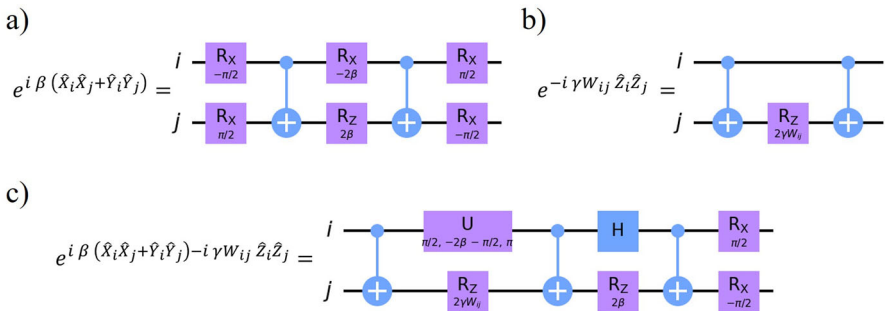 a)
e^{i β (X̂_i X̂_j + Ŷ_i Ŷ_j)} =
i R_X -π/2 R_X -2β R_X π/2
j R_X π/2 R_Z 2β R_X -π/2
b)
e^{-i γ W_{ij} Ẑ_i Ẑ_j} =
i
j R_Z 2γW_{ij}
c)
e^{i β (X̂_i X̂_j + Ŷ_i Ŷ_j) - i γ W_{ij} Ẑ_i Ẑ_j} =
i U π/2, -2β - π/2, π H R_X π/2
j R_Z 2γW_{ij} R_Z 2β R_X -π/2